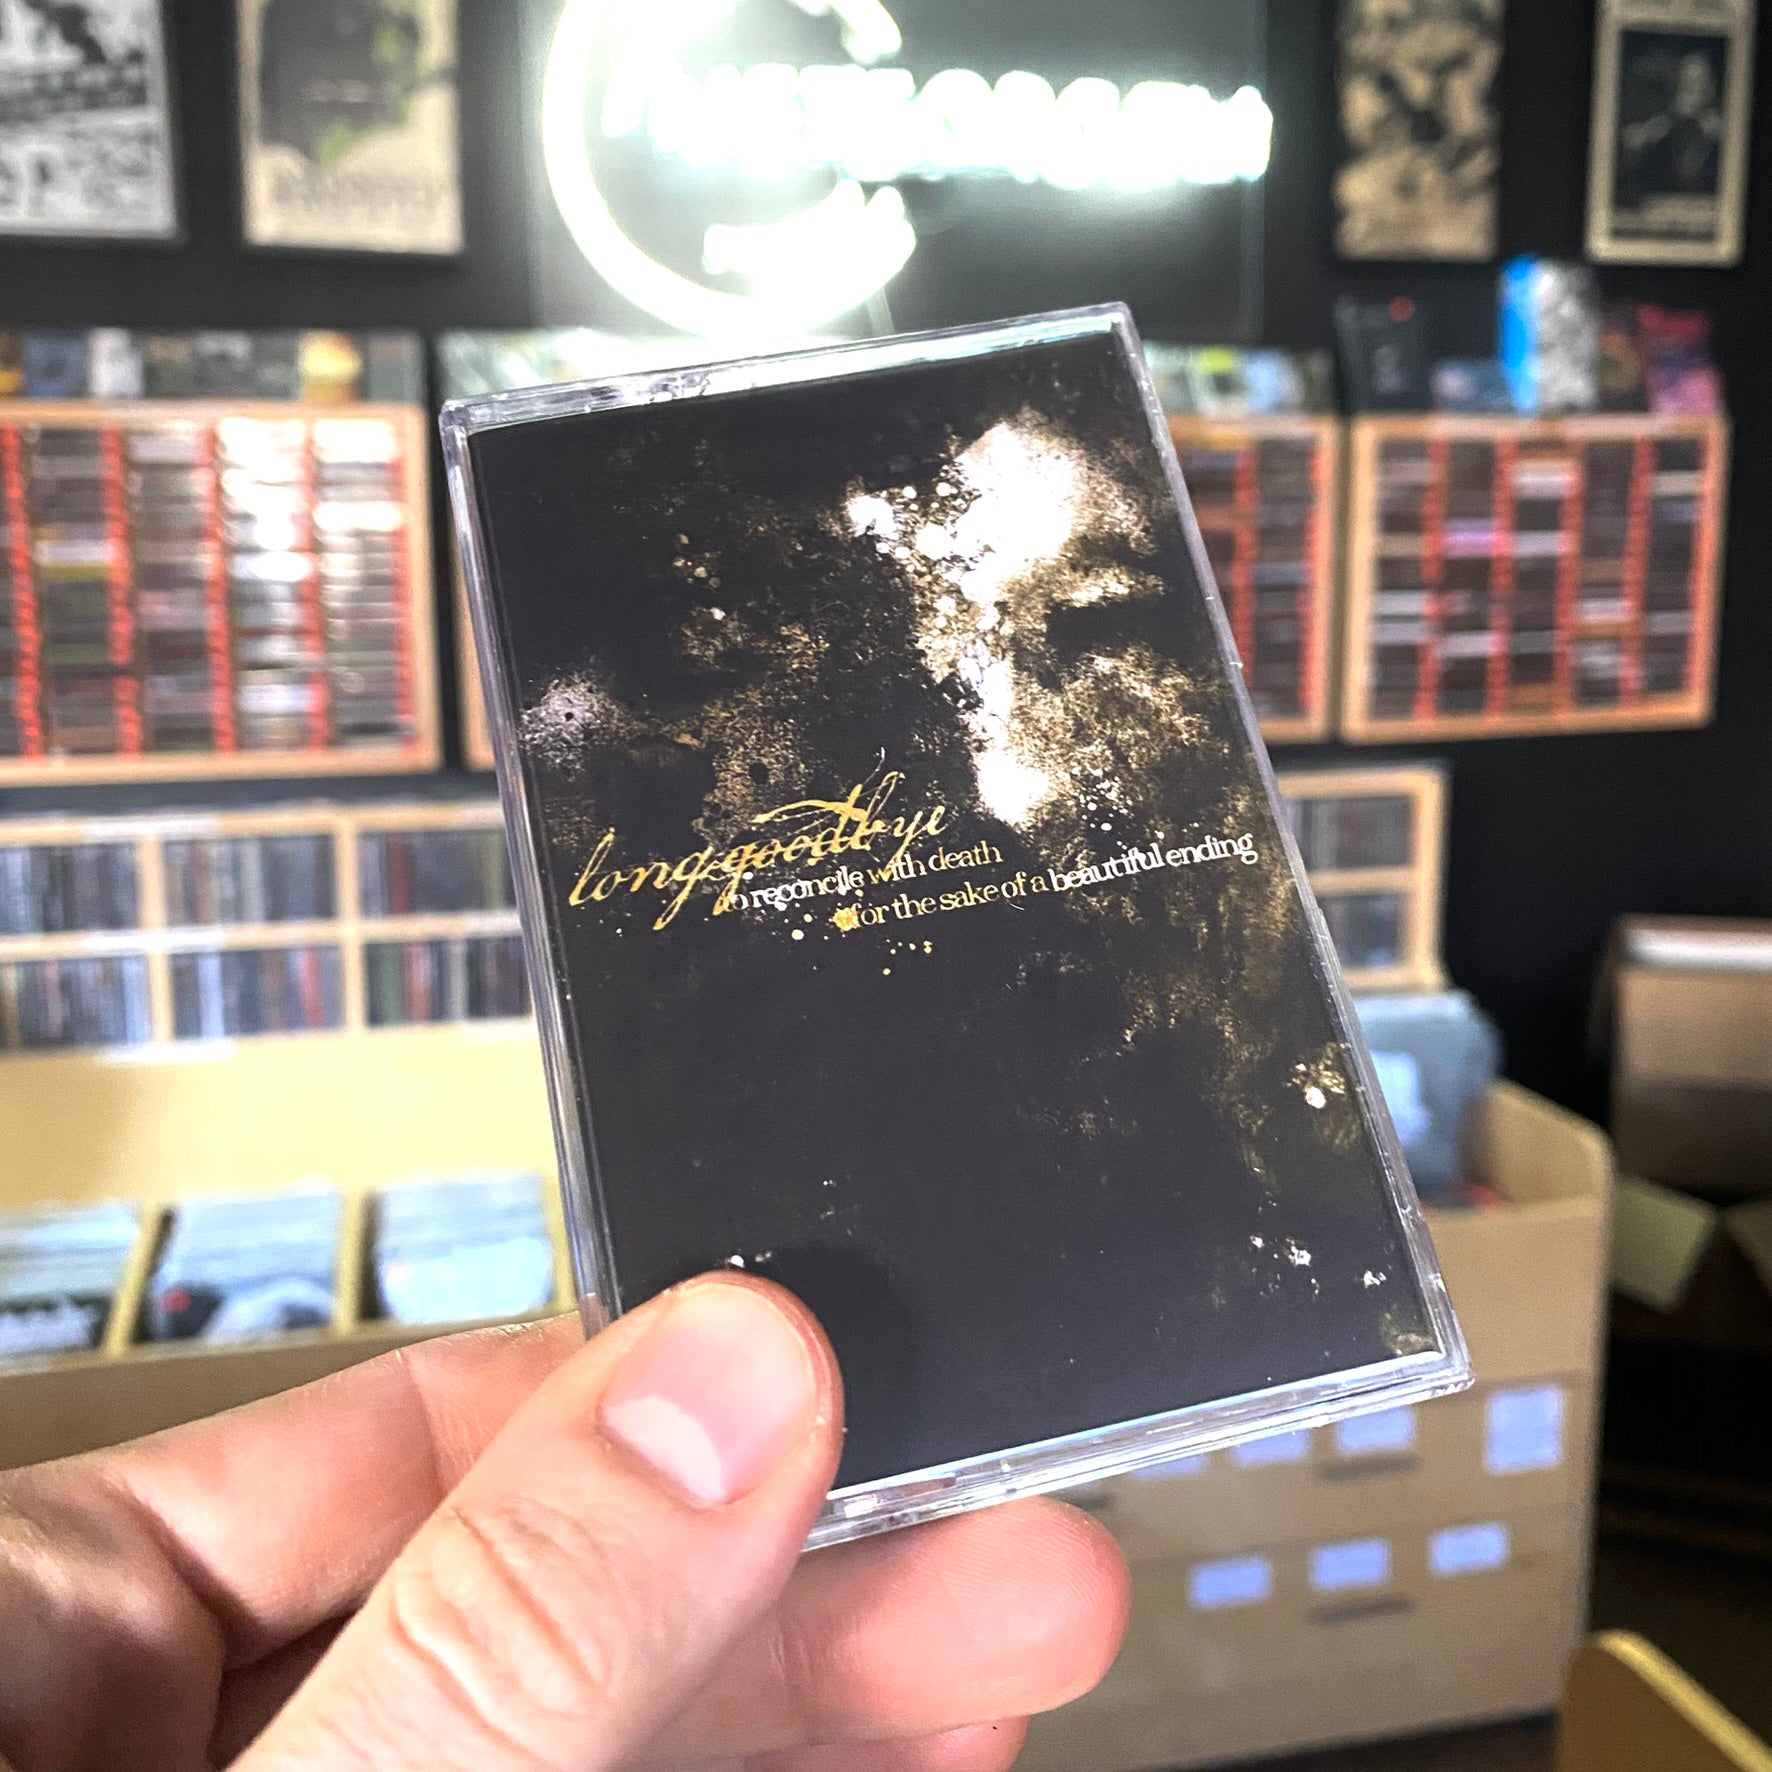 longgoodbye
to reconcile with death
for the sake of a beautiful ending